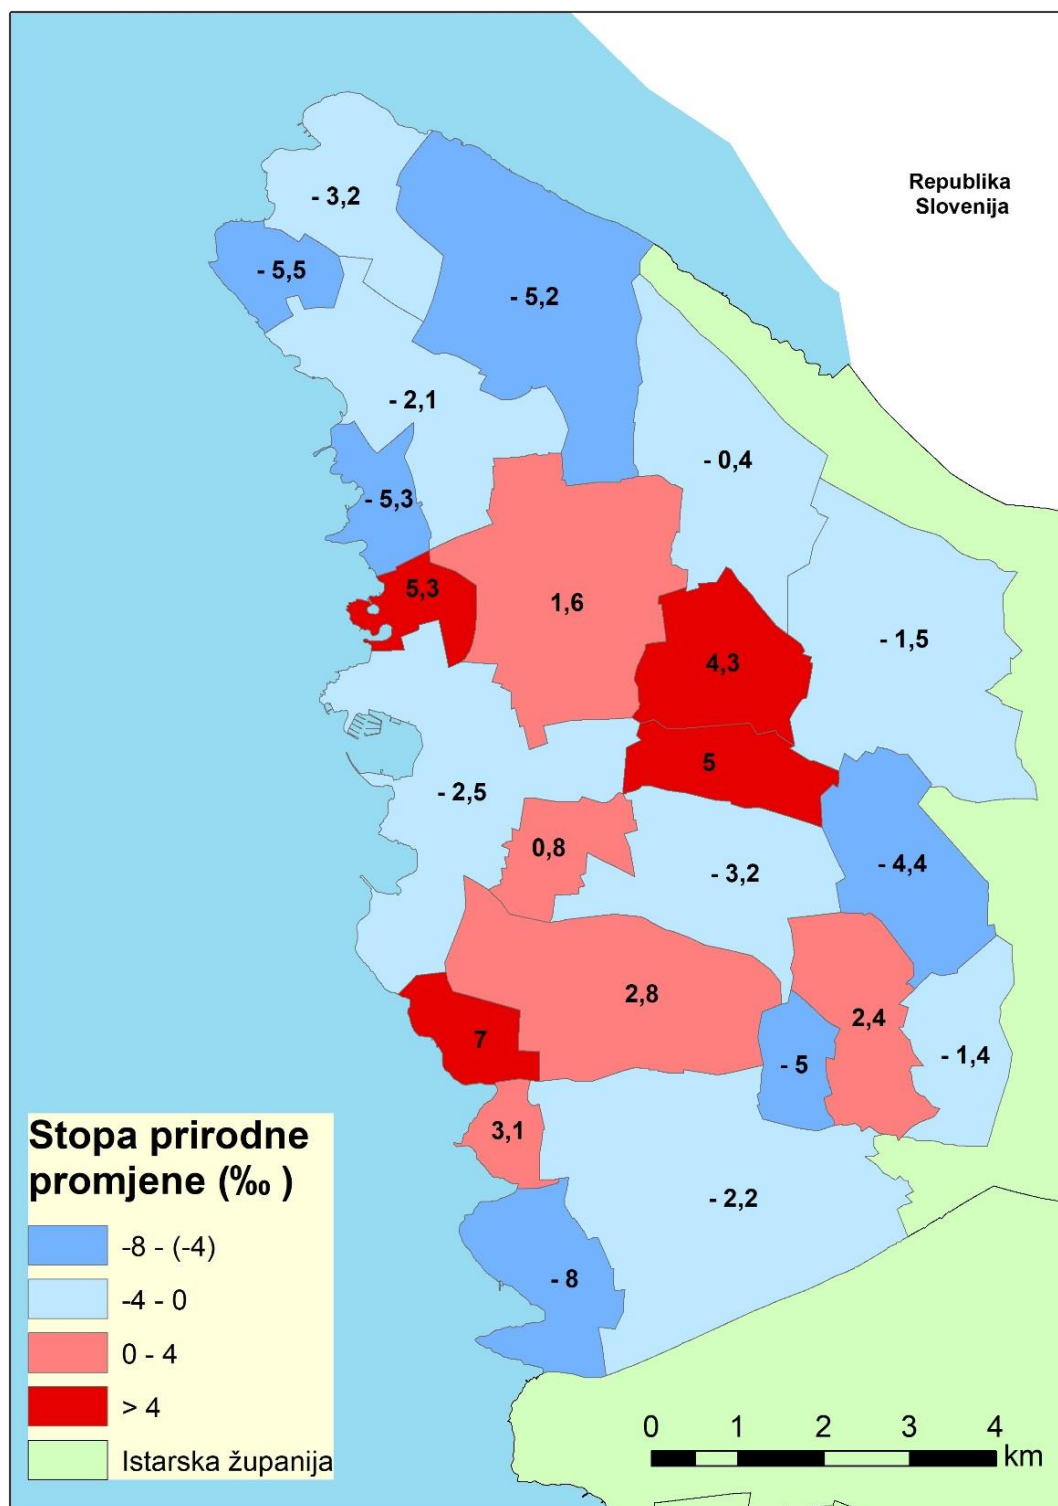 Republika
Slovenija
- 3,2
- 5,5
- 5,2
- 2,1
- 0,4
- 5,3
5,3
1,6
- 1,5
4,3
5
- 2,5
0,8
- 3,2
- 4,4
2,8
2,4
7
- 5
- 1,4
3,1
- 2,2
- 8
Stopa prirodne
promjene (‰ )
-8 - (-4)
-4 - 0
0 - 4
> 4
Istarska županija
0 1 2 3 4
km